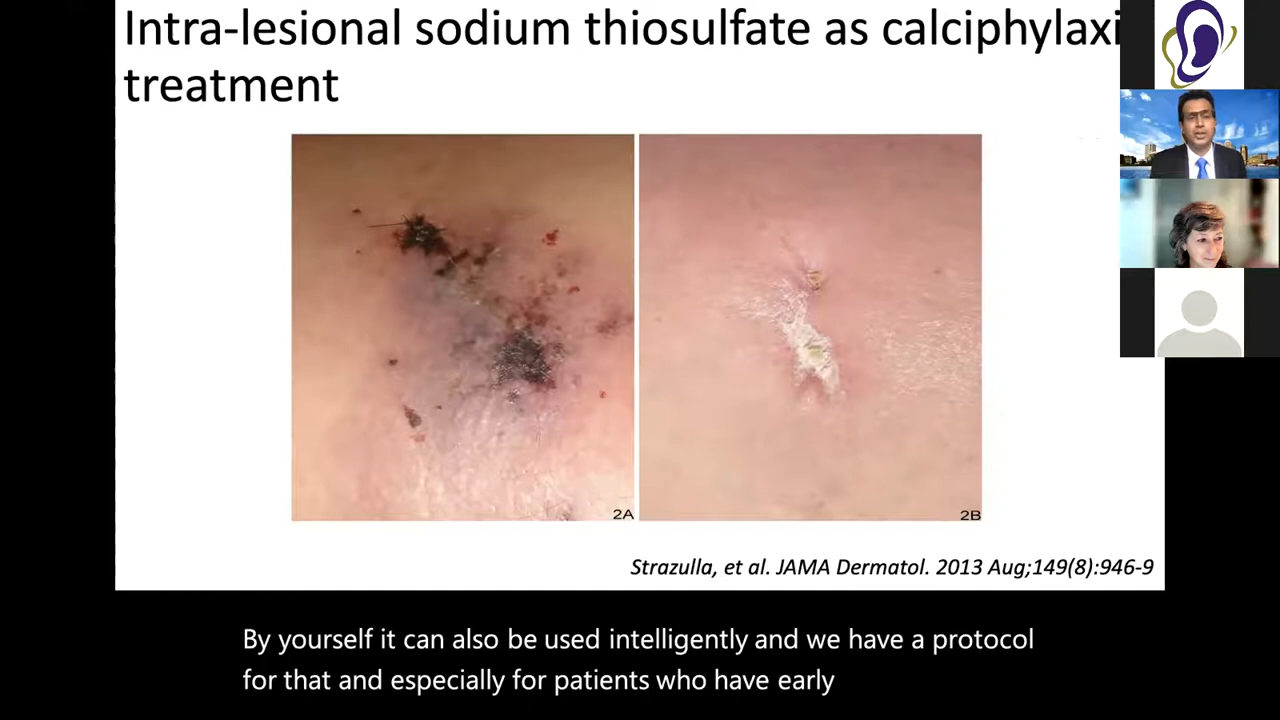 Intra-lesional sodium thiosulfate as calciphylaxi
treatment
2A
2B
Strazulla, et al. JAMA Dermatol. 2013 Aug;149(8):946-9
By yourself it can also be used intelligently and we have a protocol
for that and especially for patients who have early